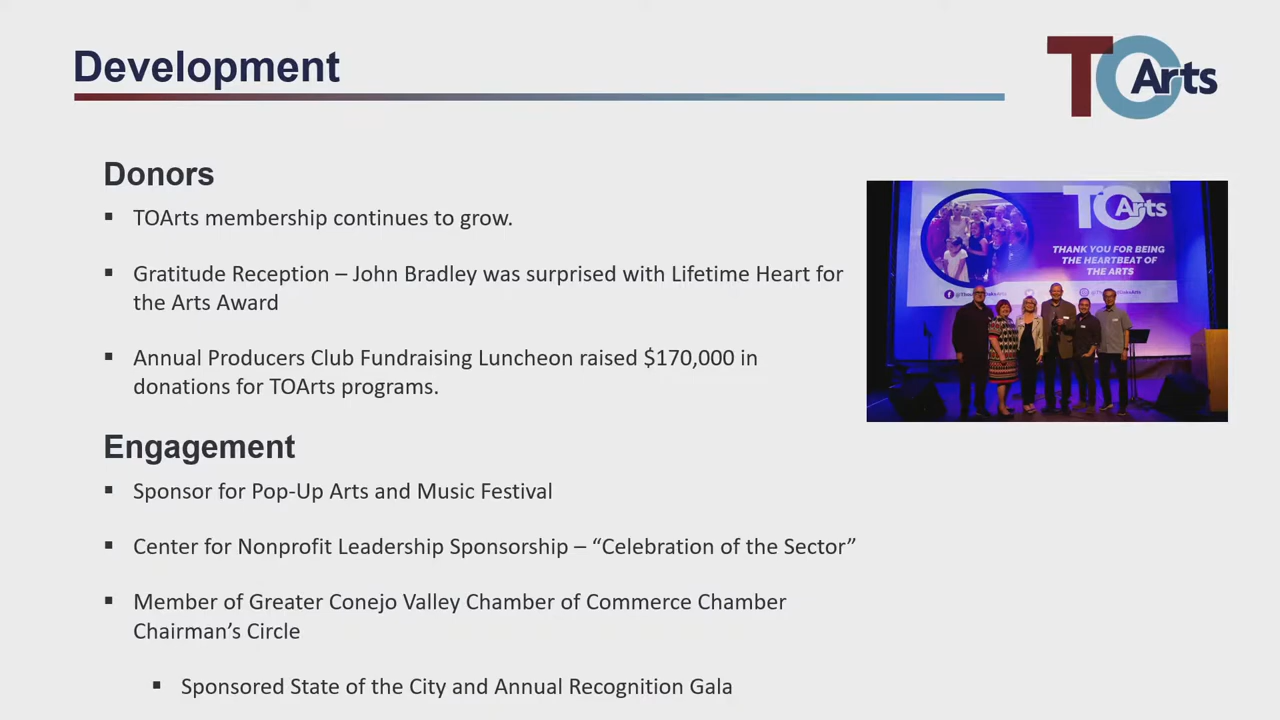 Development
TOArts
Donors
▪ TOArts membership continues to grow.
▪ Gratitude Reception – John Bradley was surprised with Lifetime Heart for
the Arts Award
▪ Annual Producers Club Fundraising Luncheon raised $170,000 in
donations for TOArts programs.
TOArts
THANK YOU FOR BEING
THE HEARTBEAT OF
THE ARTS
Engagement
▪ Sponsor for Pop-Up Arts and Music Festival
▪ Center for Nonprofit Leadership Sponsorship – “Celebration of the Sector”
▪ Member of Greater Conejo Valley Chamber of Commerce Chamber
Chairman’s Circle
▪ Sponsored State of the City and Annual Recognition Gala